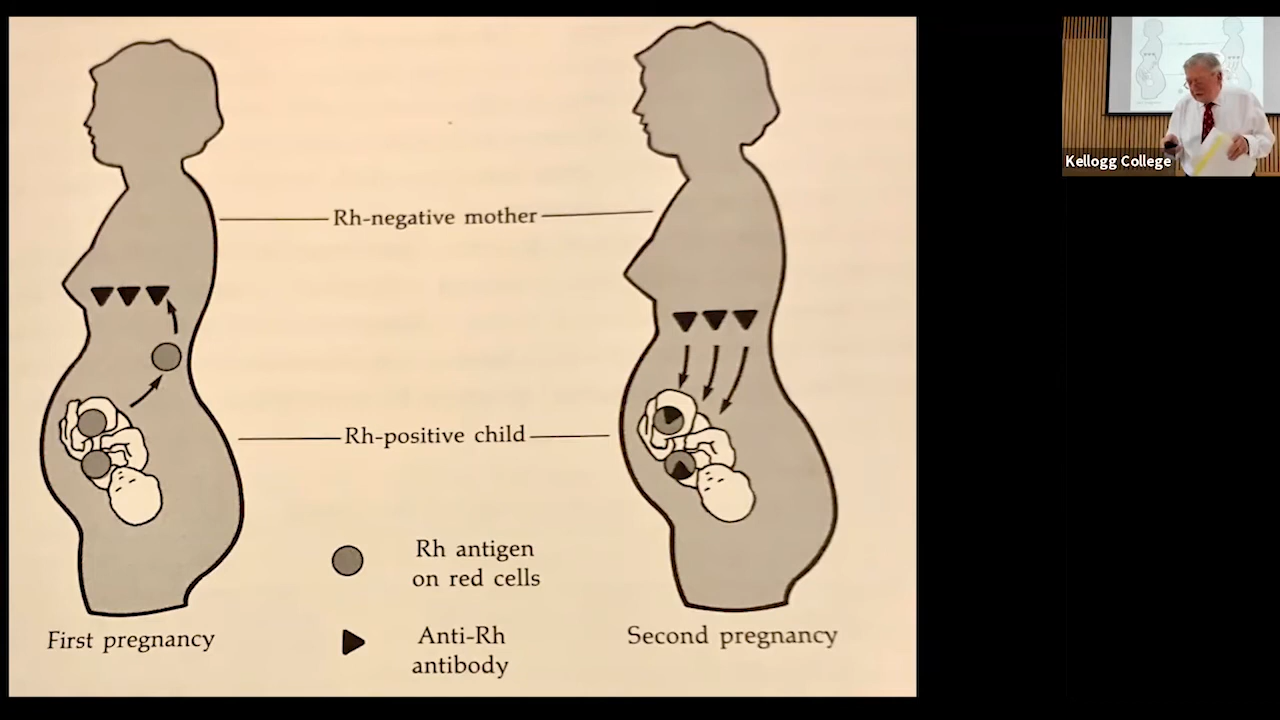 Rh-negative mother
Rh-positive child
Rh antigen
on red cells
Anti-Rh
antibody
First pregnancy
Second pregnancy
Kellogg College